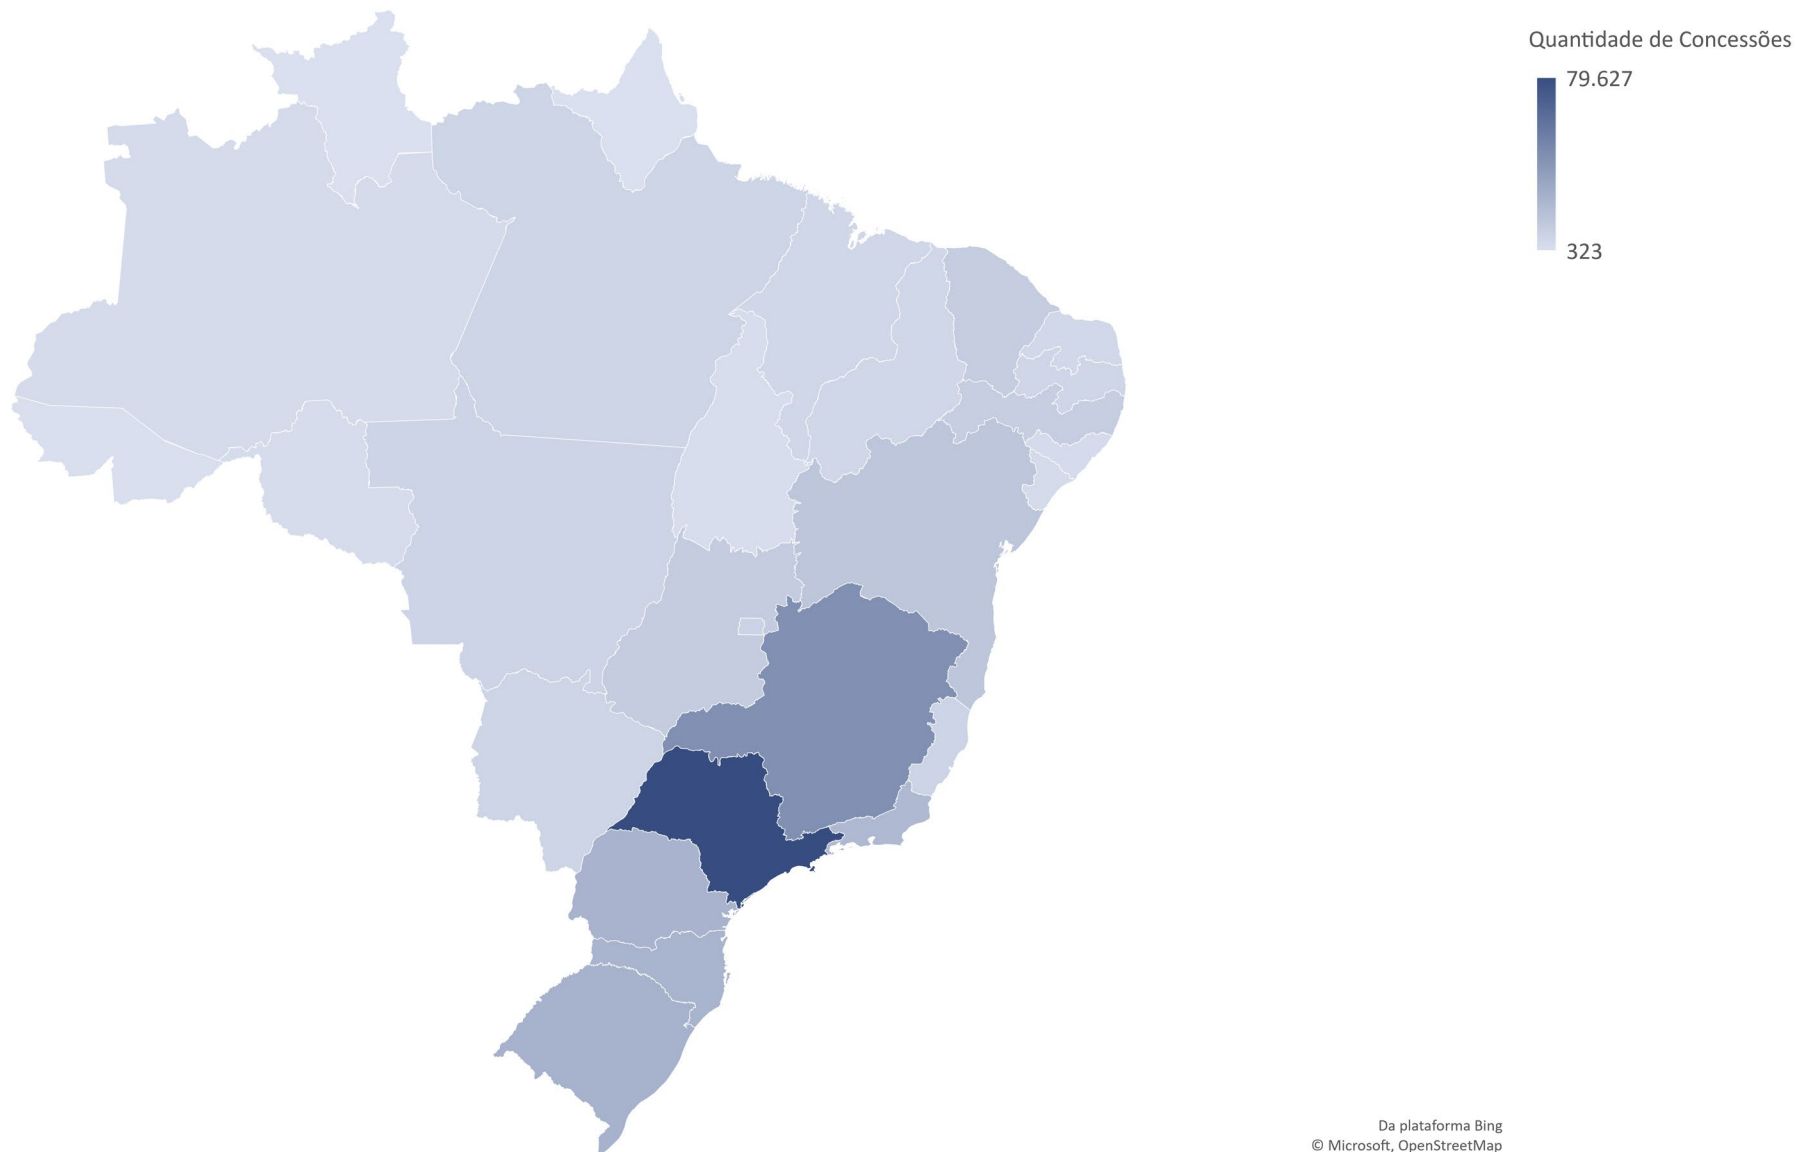 Quantidade de Concessões
79.627
323
Da plataforma Bing
© Microsoft, OpenStreetMap